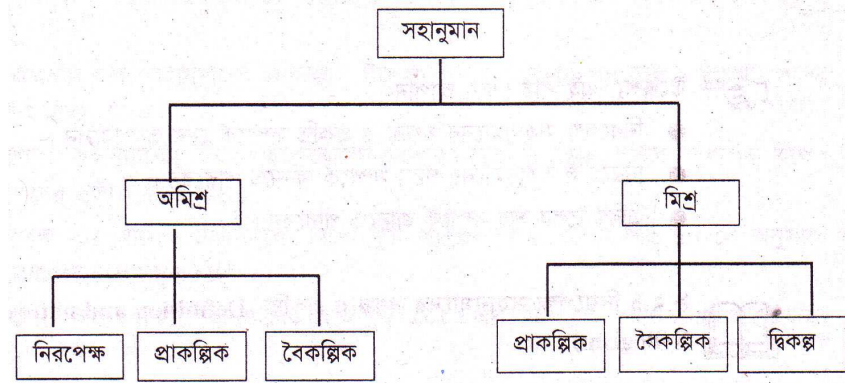 সহানুমান
অমিশ্র মিশ্র
নিরপেক্ষ প্রাকল্পিক বৈকল্পিক প্রাকল্পিক বৈকল্পিক দ্বিকল্প